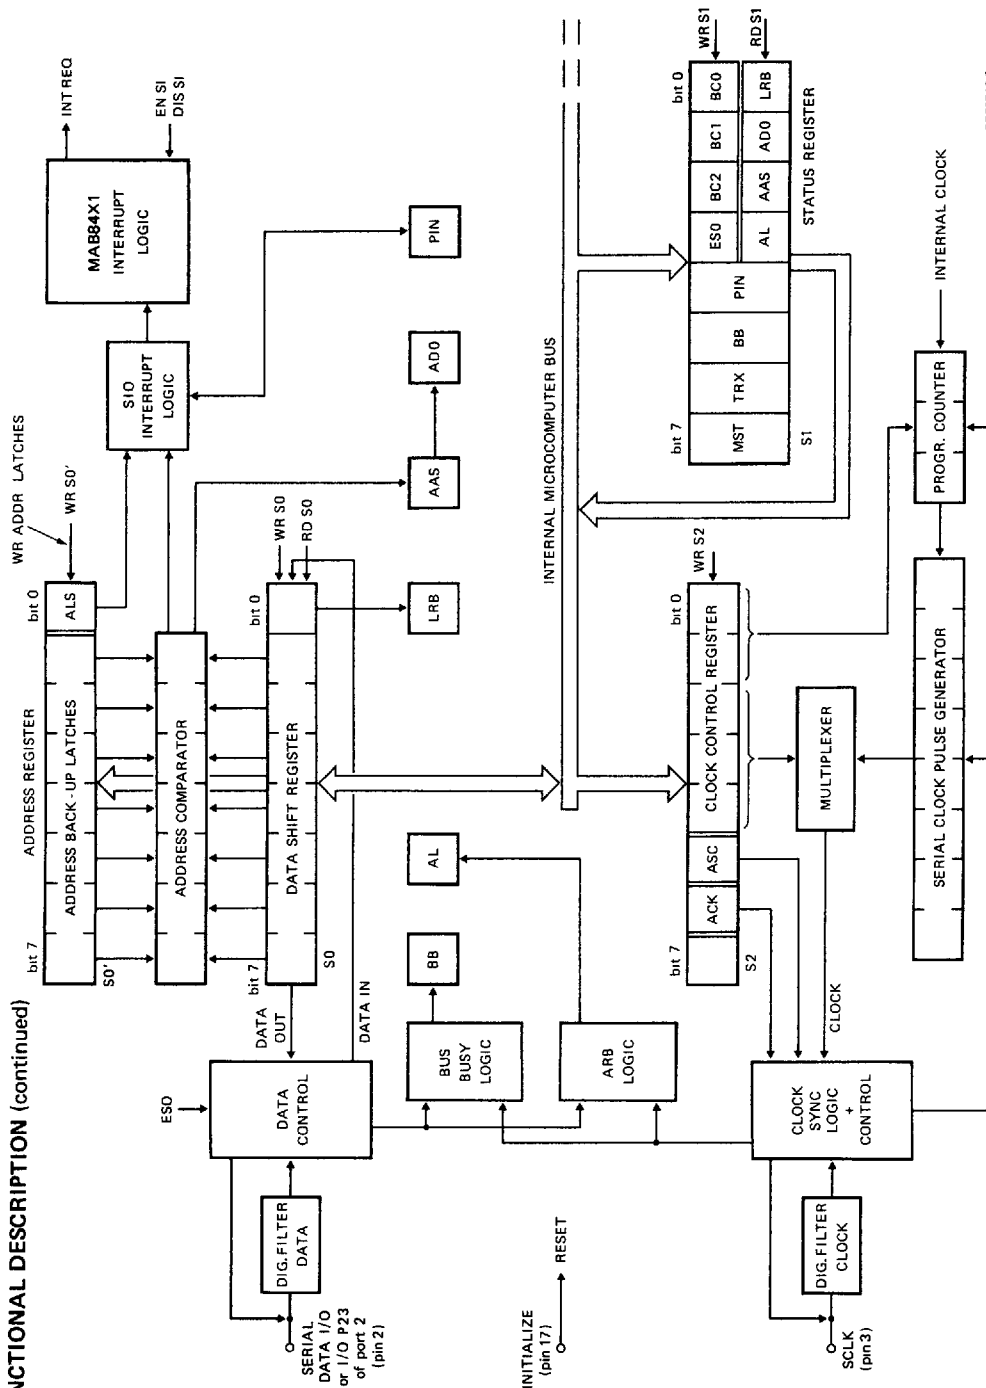 NCTIONAL DESCRIPTION (continued)
ADDRESS REGISTER
WR ADDR LATCHES
bit 7
bit 0
WR S0'
ADDRESS BACK-UP LATCHES
ALS
S0'
ADDRESS COMPARATOR
SIO
INTERRUPT
LOGIC
MAB84X1
INTERRUPT
LOGIC
INT REQ
EN SI
DIS SI
bit 7
bit 0
WR S0
RD S0
DATA SHIFT REGISTER
S0
DATA
OUT
DATA IN
ESO
DATA
CONTROL
DIG. FILTER
DATA
SERIAL
DATA I/O
or I/O P23
of port 2
(pin 2)
LRB
AAS
AD0
PIN
BUS
BUSY
LOGIC
BB
AL
ARB
LOGIC
INTERNAL MICROCOMPUTER BUS
INITIALIZE
(pin 17)
RESET
bit 7
bit 0
WR S2
ACK
ASC
CLOCK CONTROL REGISTER
S2
bit 7
bit 0
WR S1
MST
TRX
BB
PIN
ES0
BC2
BC1
BC0
AL
AAS
AD0
LRB
RD S1
S1
STATUS REGISTER
CLOCK
SYNC
LOGIC
+
CONTROL
CLOCK
MULTIPLEXER
DIG. FILTER
CLOCK
SCLK
(pin 3)
SERIAL CLOCK PULSE GENERATOR
PROGR. COUNTER
INTERNAL CLOCK